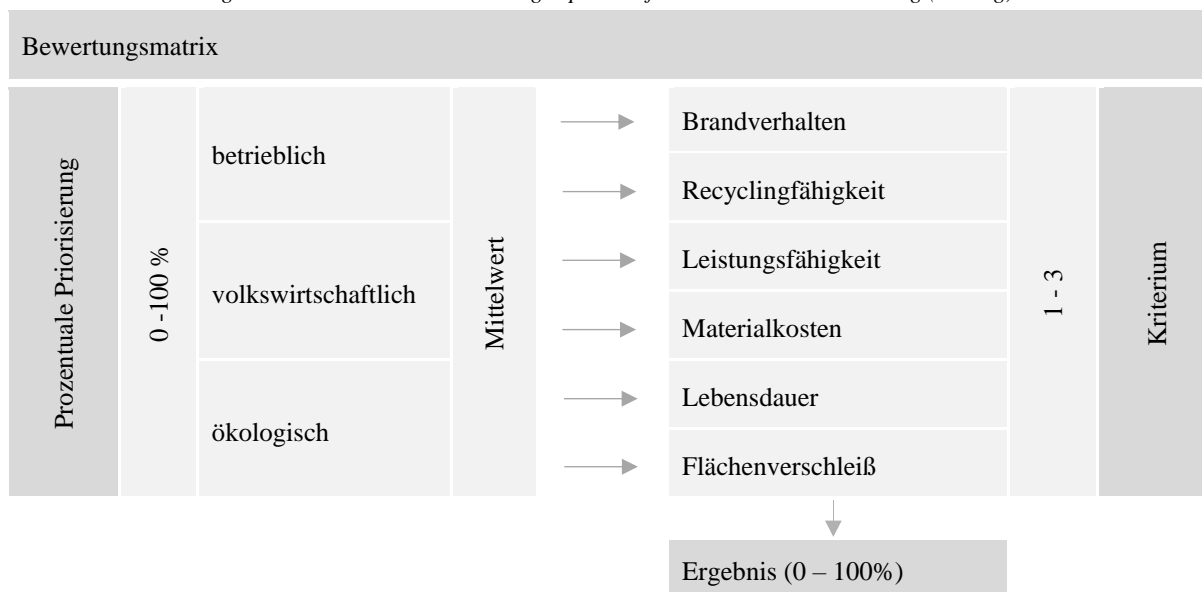 Bewertungsmatrix
Prozentuale Priorisierung
0 -100 %
betrieblich
volkswirtschaftlich
ökologisch
Mittelwert
Brandverhalten
Recyclingfähigkeit
Leistungsfähigkeit
Materialkosten
Lebensdauer
Flächenverschleiß
1 - 3
Kriterium
Ergebnis (0 – 100%)